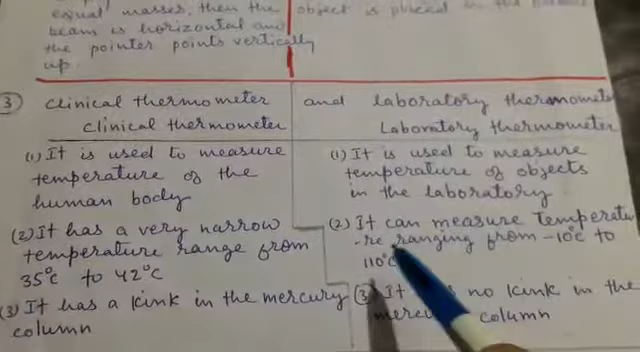 equal masses, then the
beam is horizontal and
the pointer points vertically
up.
object is placed in the
③ clinical thermometer and laboratory thermomete
Clinical thermometer
(1) It is used to measure
temperature of the
human body
(2) It has a very narrow
temperature range from
35°C to 42°C
(3) It has a kink in the mercury
column
Laboratory thermometer
(1) It is used to measure
temperature of objects
in the laboratory
(2) It can measure temperatu
-re ranging from -10°C to
110°C
(3) It no kink in the
column